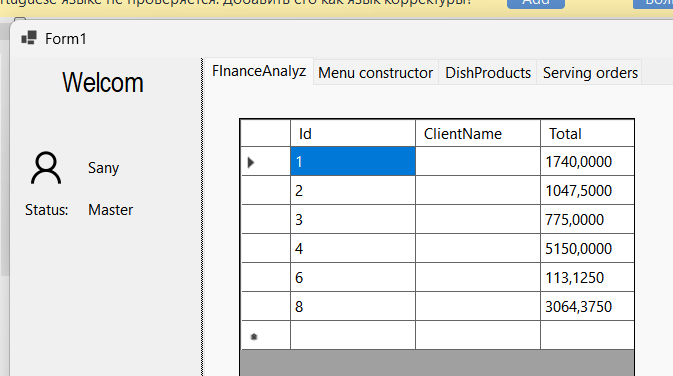 языке не проверяется. Добавить его как язык корректуры?
Add
Form1
Welcom
Sany
Status: Master
FInanceAnalyz Menu constructor DishProducts Serving orders
Id ClientName Total
1 1740,0000
2 1047,5000
3 775,0000
4 5150,0000
6 113,1250
8 3064,3750